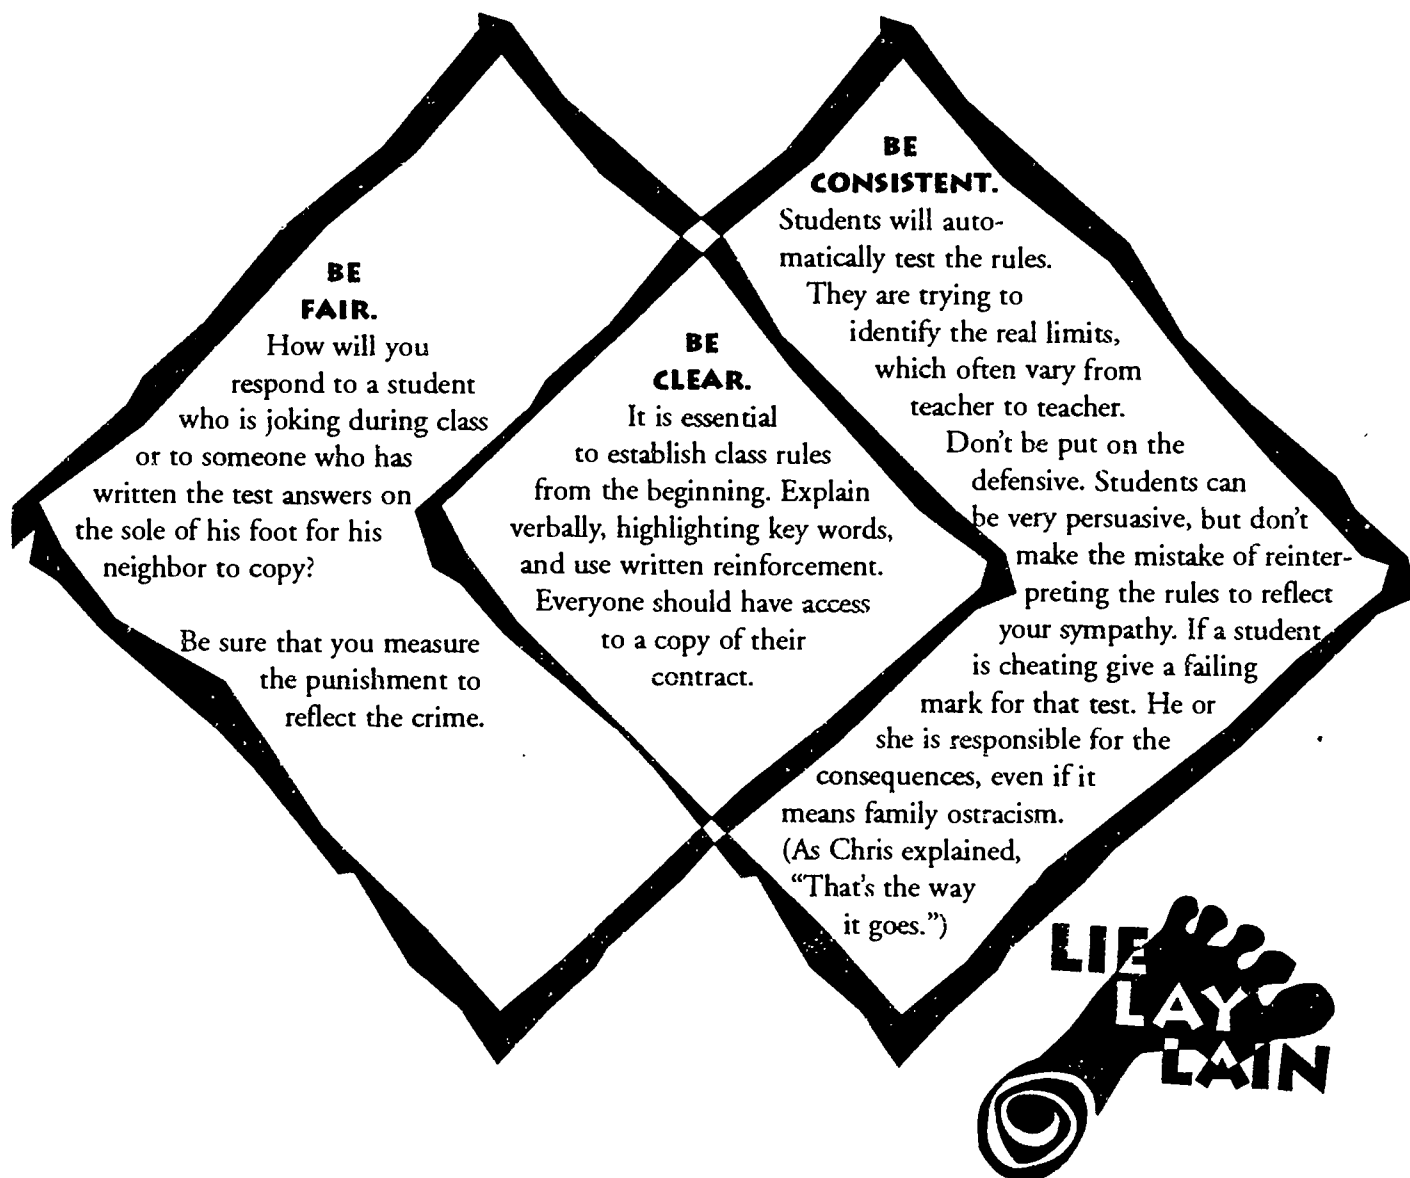 BE
FAIR.
How will you
respond to a student
who is joking during class
or to someone who has
written the test answers on
the sole of his foot for his
neighbor to copy?
Be sure that you measure
the punishment to
reflect the crime.
BE
CLEAR.
It is essential
to establish class rules
from the beginning. Explain
verbally, highlighting key words,
and use written reinforcement.
Everyone should have access
to a copy of their
contract.
BE
CONSISTENT.
Students will auto-
matically test the rules.
They are trying to
identify the real limits,
which often vary from
teacher to teacher.
Don't be put on the
defensive. Students can
be very persuasive, but don't
make the mistake of reinter-
preting the rules to reflect
your sympathy. If a student
is cheating give a failing
mark for that test. He or
she is responsible for the
consequences, even if it
means family ostracism.
(As Chris explained,
“That's the way
it goes.”)
LIE
LAY
LAIN